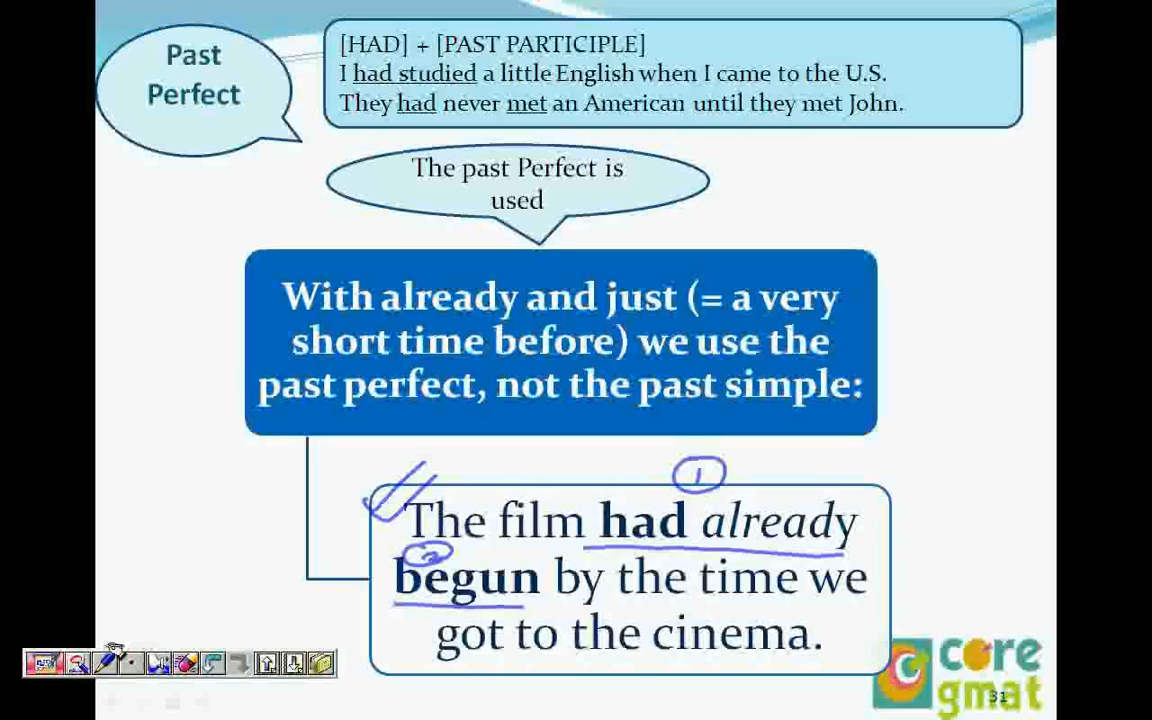 Past
Perfect
[HAD] + [PAST PARTICIPLE]
I had studied a little English when I came to the U.S.
They had never met an American until they met John.
The past Perfect is
used
With already and just (= a very
short time before) we use the
past perfect, not the past simple:
1
The film had already
2
begun by the time we
got to the cinema.
core
gmat
31